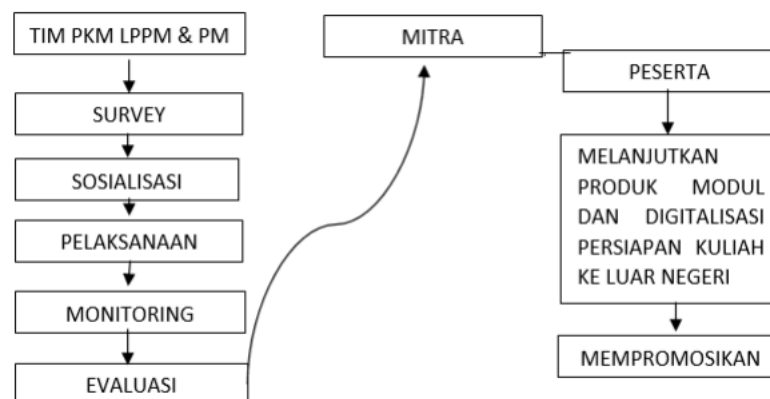 TIM PKM LPPM & PM
SURVEY
SOSIALISASI
PELAKSANAAN
MONITORING
EVALUASI
MITRA
PESERTA
MELANJUTKAN
PRODUK MODUL
DAN DIGITALISASI
PERSIAPAN KULIAH
KE LUAR NEGERI
MEMPROMOSIKAN